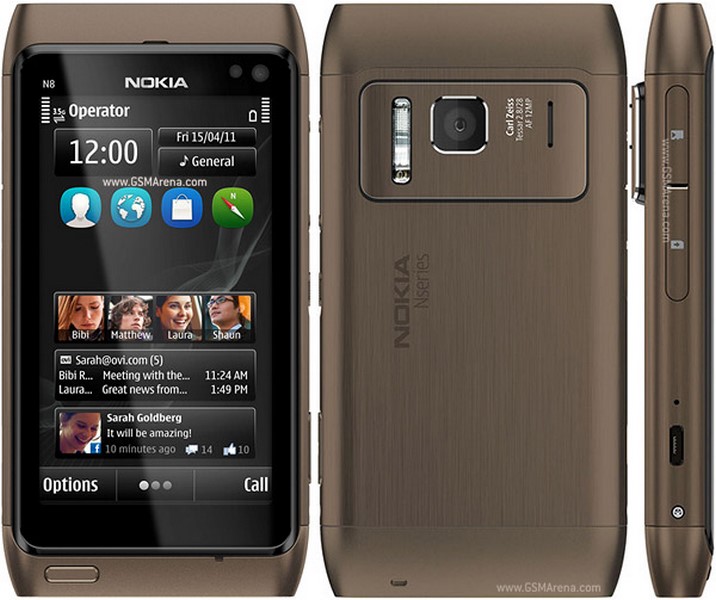 N8
NOKIA
3.5G
Operator
12:00
Fri 15/04/11
General
www.GSMArena.com
N
Bibi
Matthew
Laura
Shaun
ovi Sarah@ovi.com (5)
Bibi R... Meeting with the... 11:24 AM
Laura... Great news from... 1:49 PM
Sarah Goldberg
It will be amazing!
f 10 minutes ago 14 10
Options
Call
Carl Zeiss
Tessar 2.8/28
AF 12MP
NOKIA
Nseries
www.GSMArena.com
www.GSMArena.com